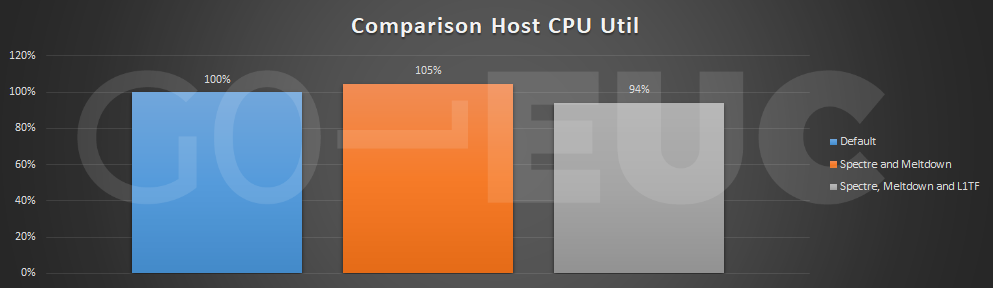 Comparison Host CPU Util
120%
100%
80%
60%
40%
20%
0%
100%
105%
94%
Default
Spectre and Meltdown
Spectre, Meltdown and L1TF
GO-EUC